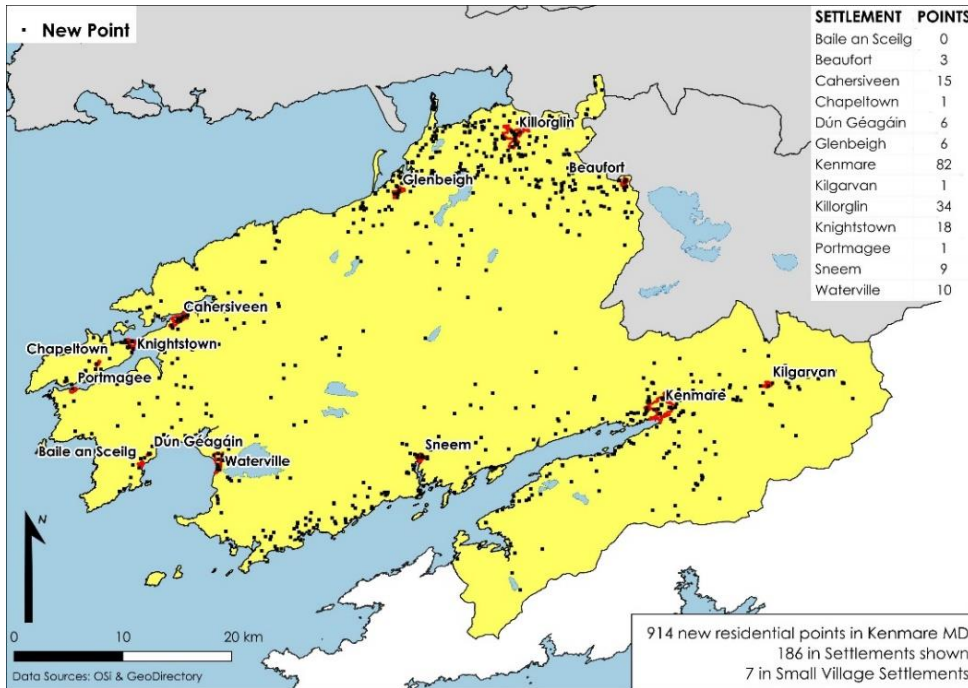 New Point
SETTLEMENT POINTS
Baile an Sceilg 0
Beaufort 3
Cahersiveen 15
Chapeltown 1
Dún Géagáin 6
Glenbeigh 6
Kenmare 82
Kilgarvan 1
Killorglin 34
Knightstown 18
Portmagee 1
Sneem 9
Waterville 10
Killorglin
Beaufort
Glenbeigh
Cahersiveen
Knightstown
Chapeltown
Portmagee
Kilgarvan
Kenmare
Dún Géagáin
Baile an Sceilg
Sneem
Waterville
N
0 10 20 km
Data Sources: OSi & GeoDirectory
914 new residential points in Kenmare MD
186 in Settlements shown
7 in Small Village Settlements